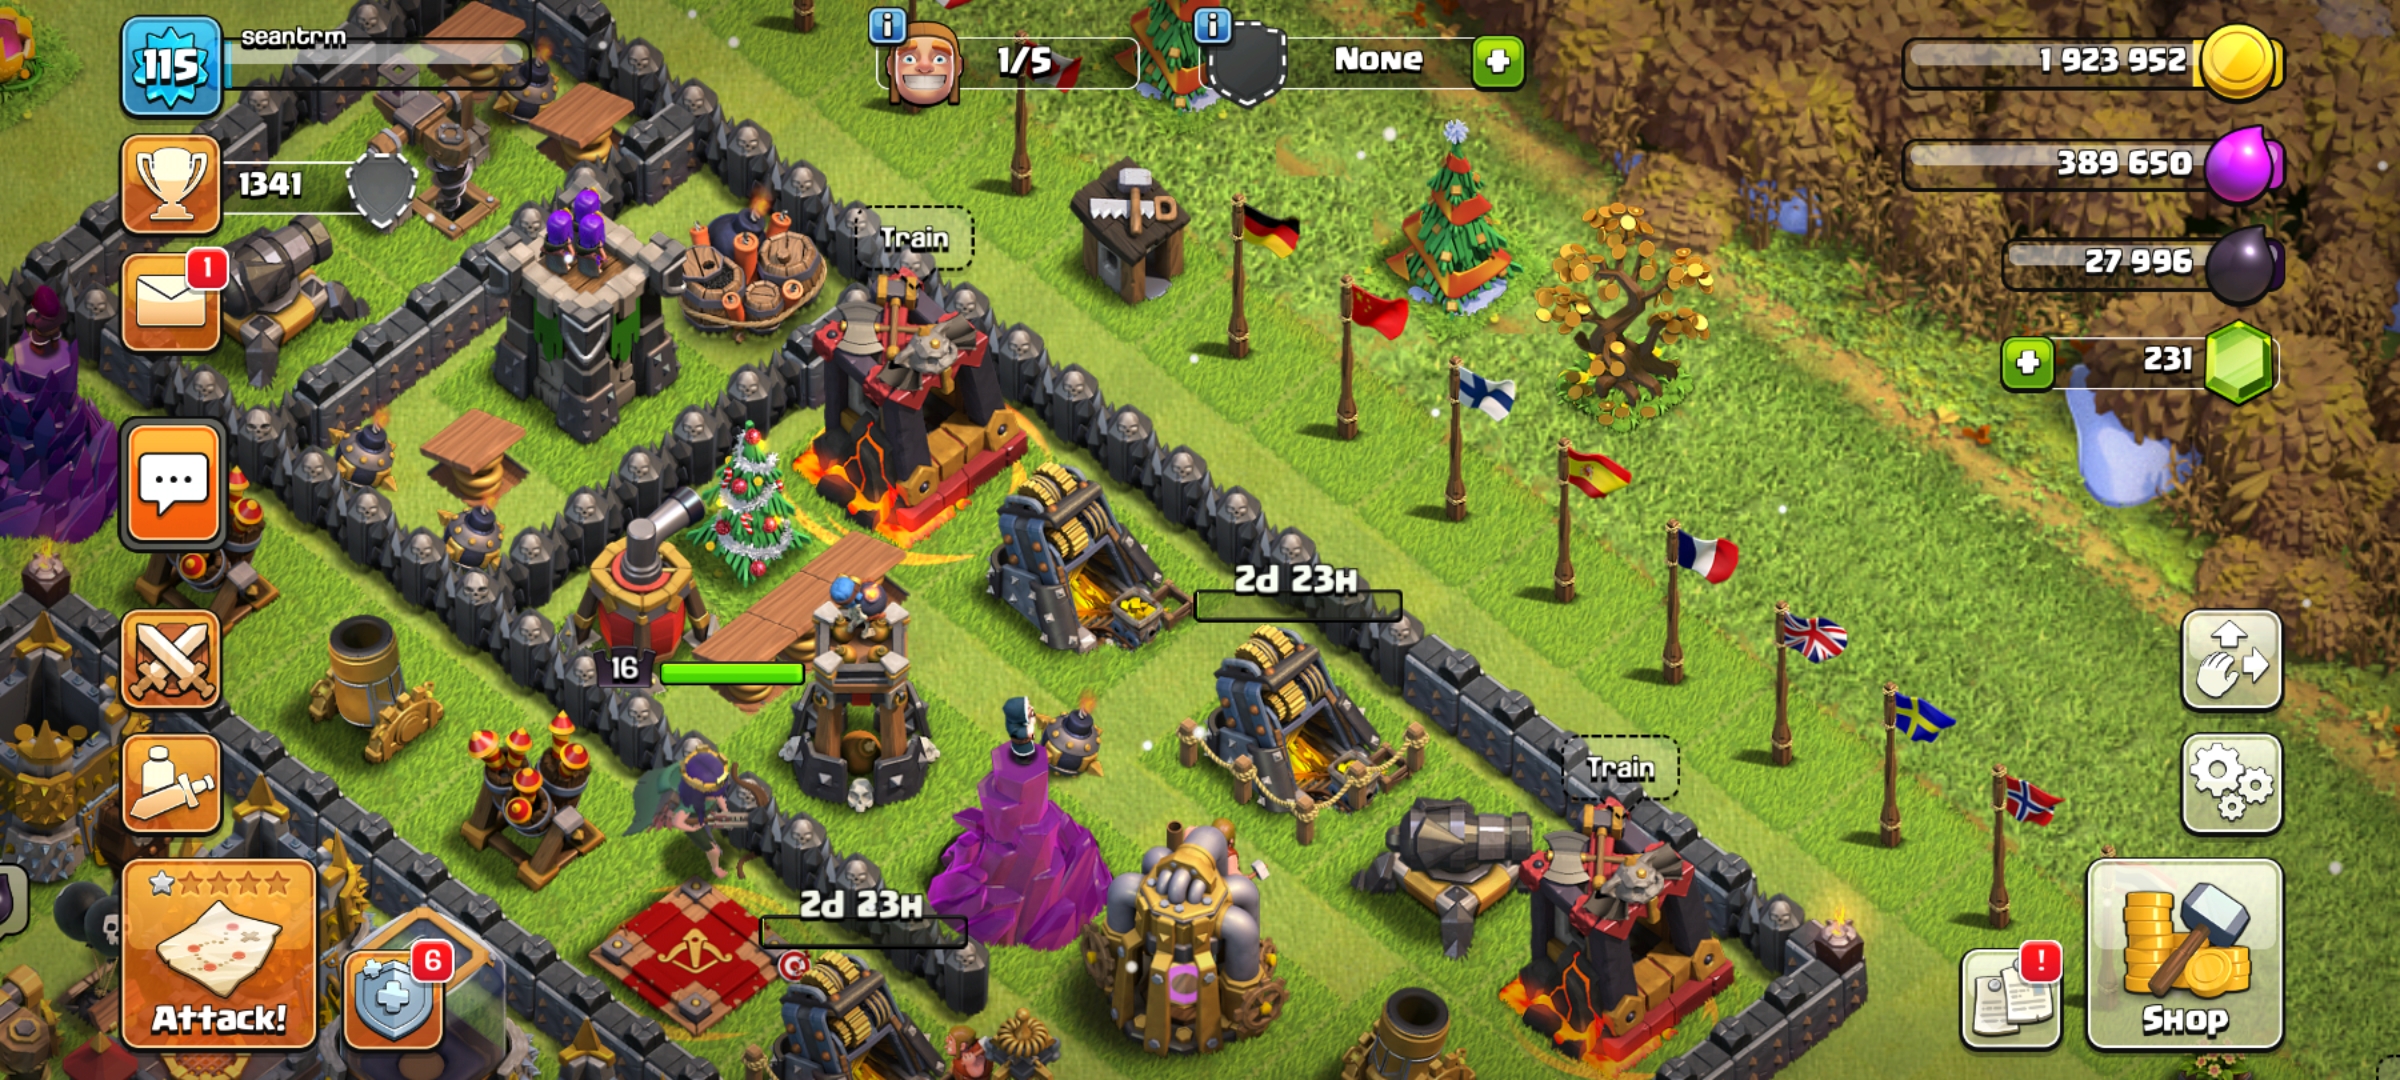 115
seantrm
i
1/5
i
None
1 923 952
1341
389 650
Train
1
27 996
231
2d 23H
16
Train
2d 23H
6
!
Attack!
Shop